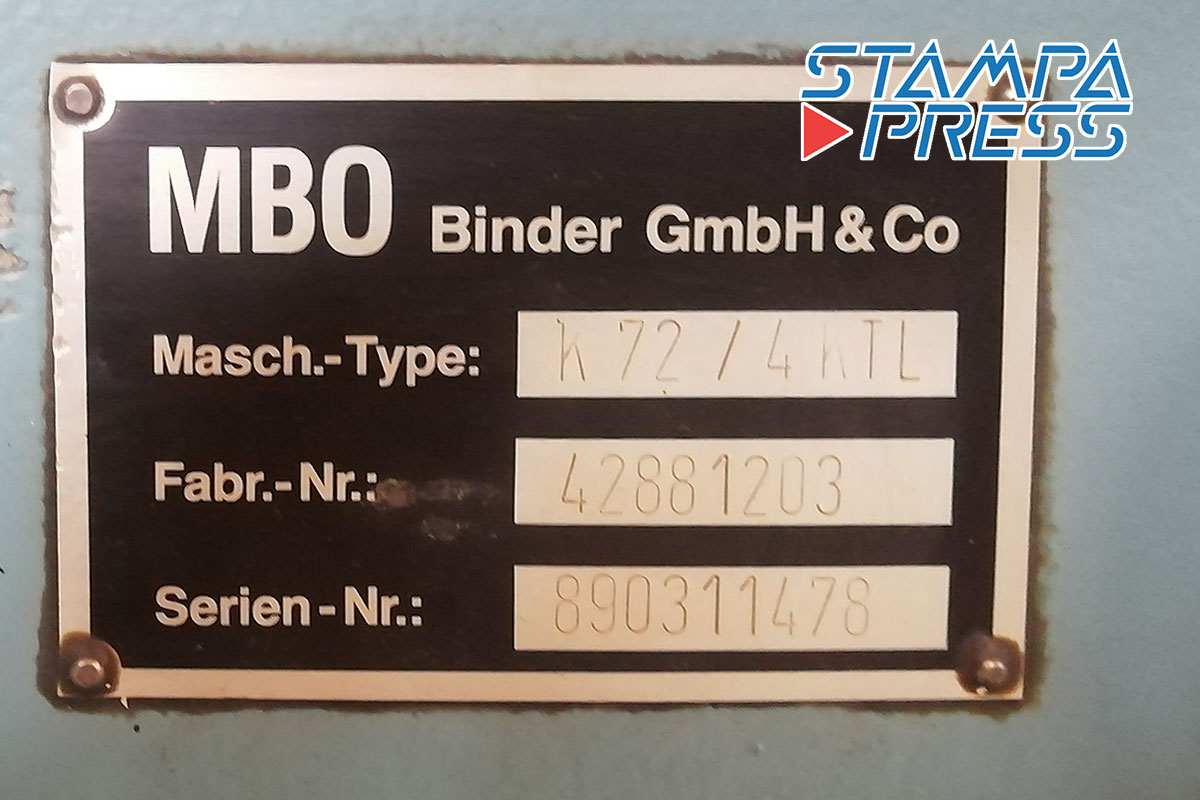 STAMPA
PRESS
MBO Binder GmbH & Co
Masch.-Type: K 72 / 4 KTL
Fabr.-Nr.: 42881203
Serien-Nr.: 890311478